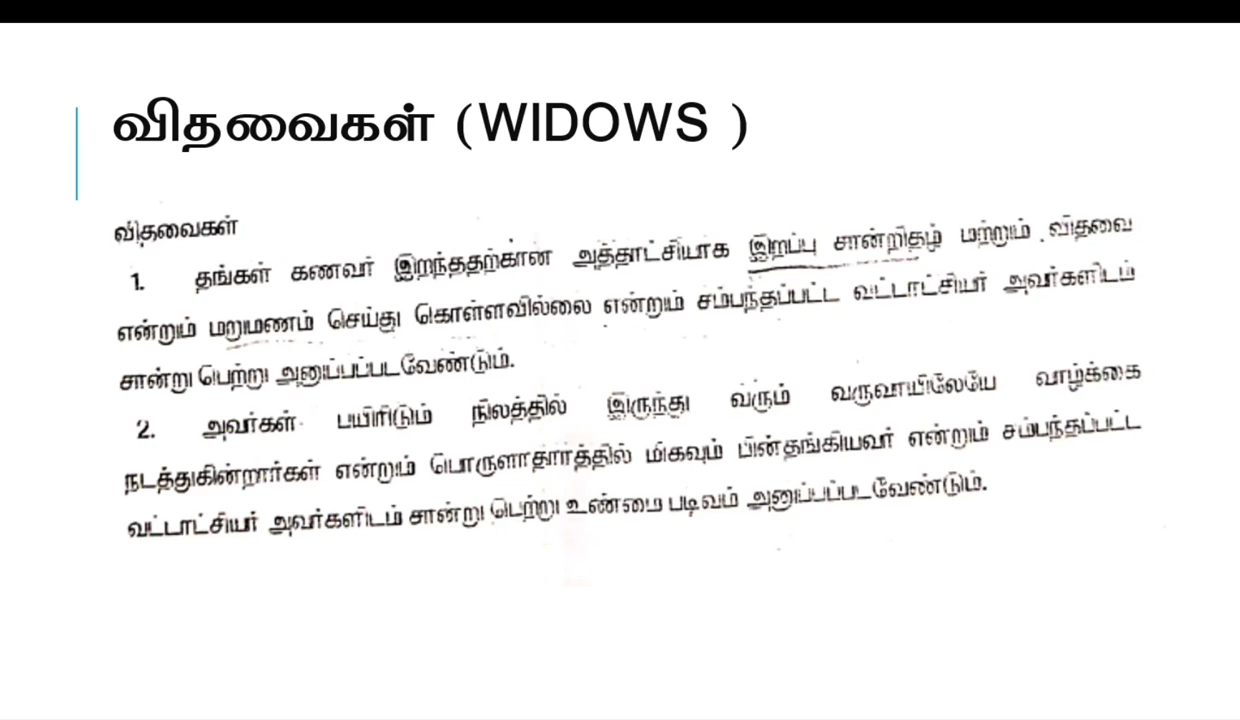 விதவைகள் (WIDOWS )
விதவைகள்
1. தங்கள் கணவர் இறந்ததற்கான அத்தாட்சியாக இறப்பு சான்றிதழ் மற்றும் விதவை
என்றும் மறுமணம் செய்து கொள்ளவில்லை என்றும் சம்பந்தப்பட்ட வட்டாட்சியர் அவர்களிடம்
சான்று பெற்று அனுப்பப்படவேண்டும்.
2. அவர்கள் பயிரிடும் நிலத்தில் இருந்து வரும் வருவாயிலேயே வாழ்க்கை
நடத்துகின்றார்கள் என்றும் பொருளாதாரத்தில் மிகவும் பின்தங்கியவர் என்றும் சம்பந்தப்பட்ட
வட்டாட்சியர் அவர்களிடம் சான்று பெற்று உண்மை படிவம் அனுப்பப்படவேண்டும்.